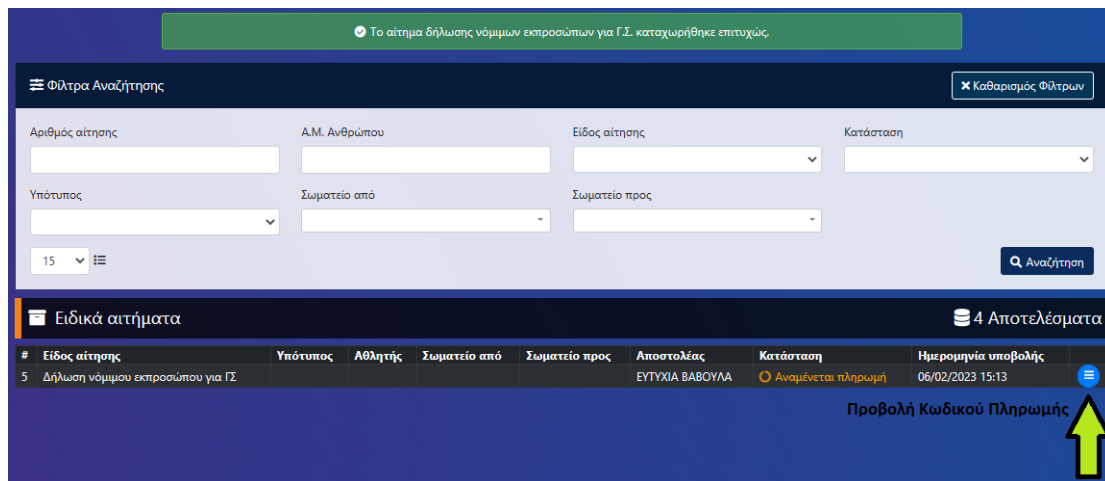 Το αίτημα δήλωσης νόμιμων εκπροσώπων για Γ.Σ. καταχωρήθηκε επιτυχώς.
Φίλτρα Αναζήτησης
Καθαρισμός Φίλτρων
Αριθμός αίτησης Α.Μ. Ανθρώπου Είδος αίτησης Κατάσταση
Υπότυπος Σωματείο από Σωματείο προς
15
Αναζήτηση
Ειδικά αιτήματα
4 Αποτελέσματα
# Είδος αίτησης Υπότυπος Αθλητής Σωματείο από Σωματείο προς Αποστολέας Κατάσταση Ημερομηνία υποβολής
5 Δήλωση νόμιμου εκπροσώπου για ΓΣ ΕΥΤΥΧΙΑ ΒΑΒΟΥΛΑ Αναμένεται πληρωμή 06/02/2023 15:13
Προβολή Κωδικού Πληρωμής